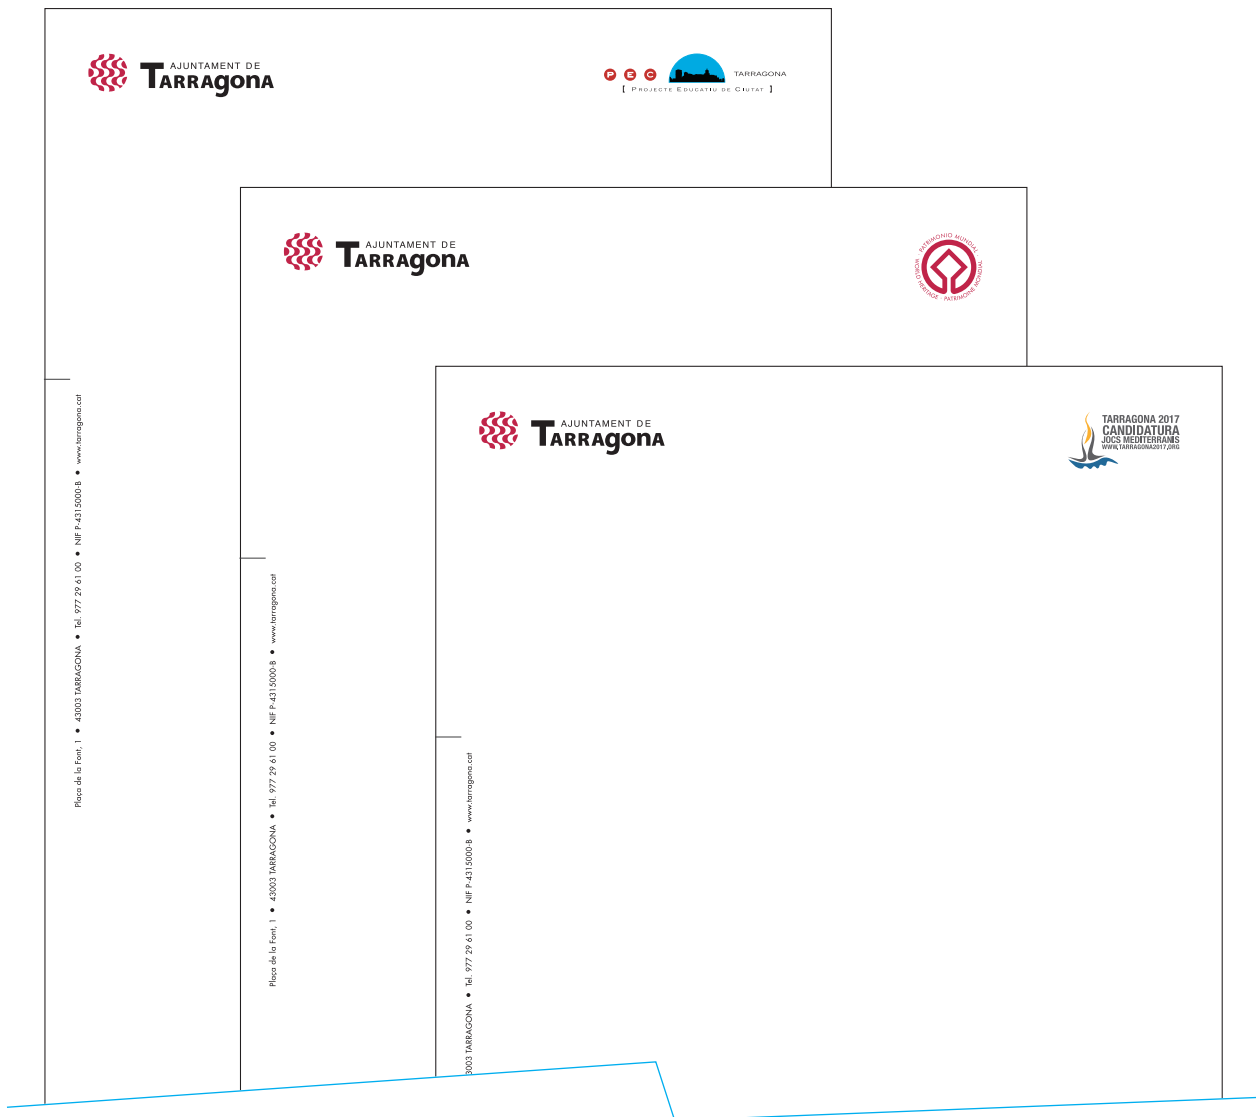 AJUNTAMENT DE
TARRAgonA
P E C
TARRAGONA
[ PROJECTE EDUCATIU DE CIUTAT ]
Plaça de la Font, 1 • 43003 TARRAGONA • Tel. 977 29 61 00 • NIF P-4315000-B • www.tarragona.cat
AJUNTAMENT DE
TARRAgonA
PATRIMONIO MUNDIAL · WORLD HERITAGE · PATRIMOINE MONDIAL
Plaça de la Font, 1 • 43003 TARRAGONA • Tel. 977 29 61 00 • NIF P-4315000-B • www.tarragona.cat
AJUNTAMENT DE
TARRAgonA
TARRAGONA 2017
CANDIDATURA
JOCS MEDITERRANIS
WWW.TARRAGONA2017.ORG
3003 TARRAGONA • Tel. 977 29 61 00 • NIF P-4315000-B • www.tarragona.cat